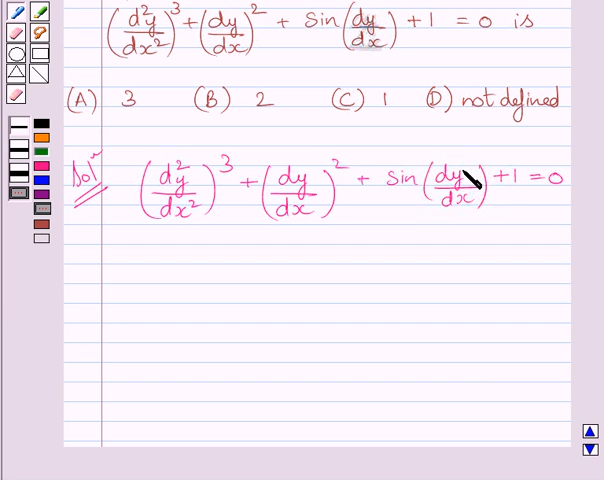 (d²y/dx²)³ + (dy/dx)² + Sin(dy/dx) + 1 = 0 is
(A) 3 (B) 2 (C) 1 (D) not defined
Solⁿ (d²y/dx²)³ + (dy/dx)² + sin(dy/dx) + 1 = 0